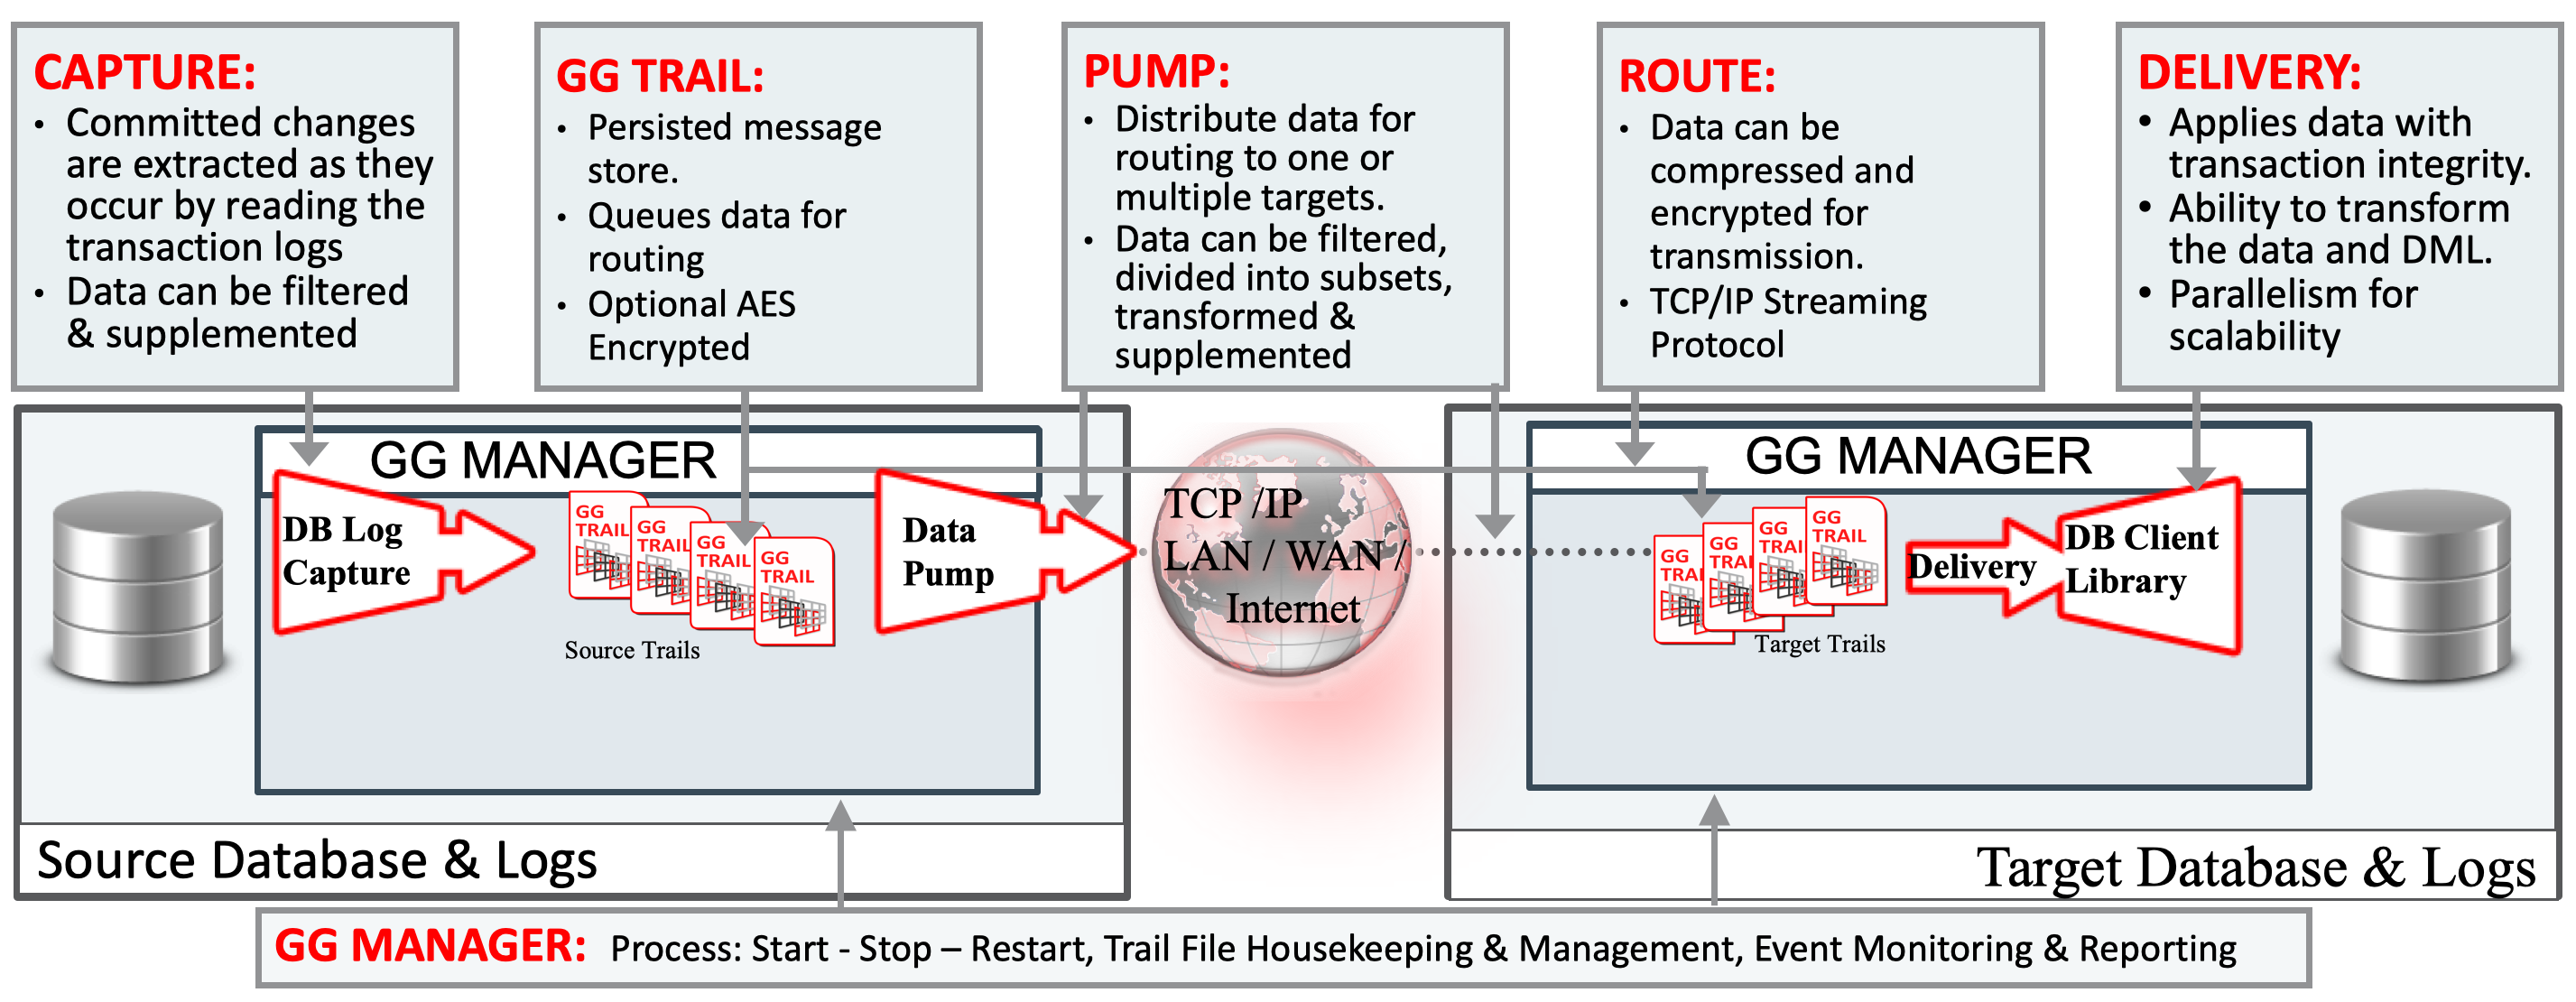 CAPTURE:
• Committed changes
are extracted as they
occur by reading the
transaction logs
• Data can be filtered
& supplemented
GG TRAIL:
• Persisted message
store.
• Queues data for
routing
• Optional AES
Encrypted
PUMP:
• Distribute data for
routing to one or
multiple targets.
• Data can be filtered,
divided into subsets,
transformed &
supplemented
ROUTE:
• Data can be
compressed and
encrypted for
transmission.
• TCP/IP Streaming
Protocol
DELIVERY:
• Applies data with
transaction integrity.
• Ability to transform
the data and DML.
• Parallelism for
scalability
GG MANAGER
DB Log
Capture
GG
TRAIL
GG
TRAIL
GG
TRAIL
GG
TRAIL
Source Trails
Data
Pump
TCP /IP
LAN / WAN /
Internet
GG MANAGER
GG
TRAI
GG
TRAI
GG
TRAI
GG
TRAIL
Target Trails
Delivery
DB Client
Library
Source Database & Logs
Target Database & Logs
GG MANAGER: Process: Start - Stop – Restart, Trail File Housekeeping & Management, Event Monitoring & Reporting